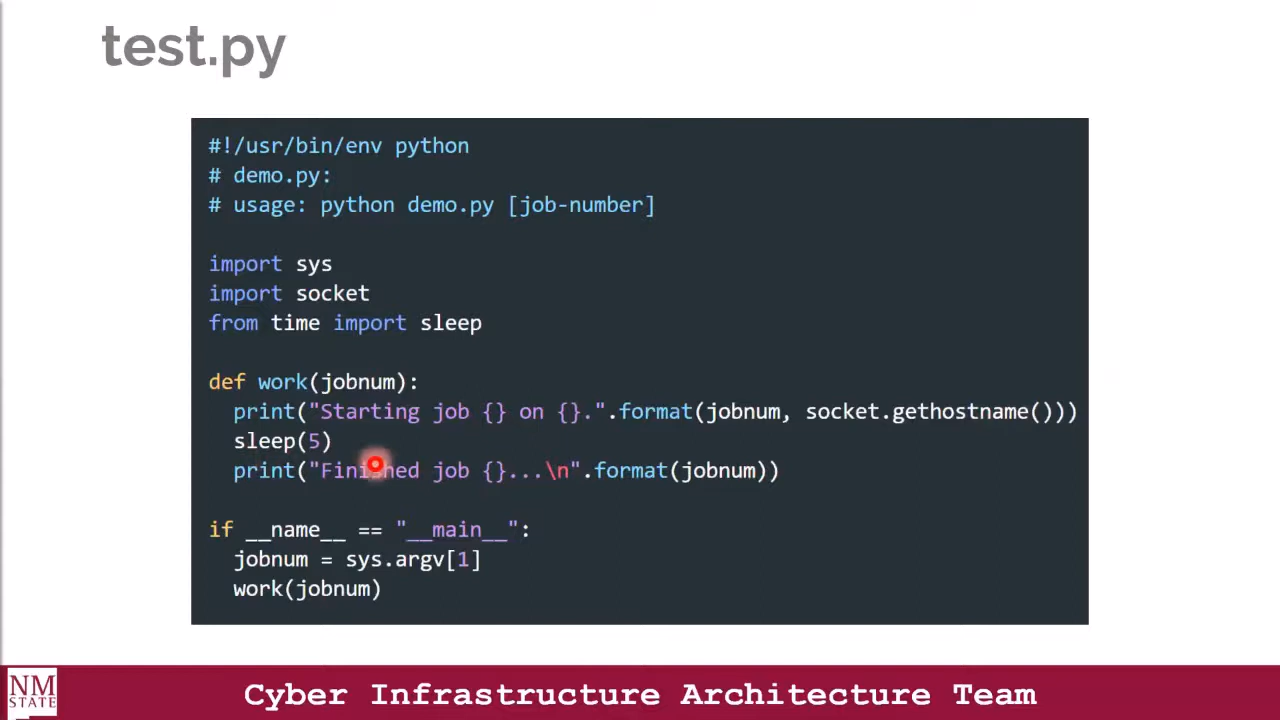 test.py
#!/usr/bin/env python
# demo.py:
# usage: python demo.py [job-number]
import sys
import socket
from time import sleep
def work(jobnum):
print("Starting job {} on {}.".format(jobnum, socket.gethostname()))
sleep(5)
print("Finished job {}...\n".format(jobnum))
if __name__ == "__main__":
jobnum = sys.argv[1]
work(jobnum)
NM
STATE
Cyber Infrastructure Architecture Team